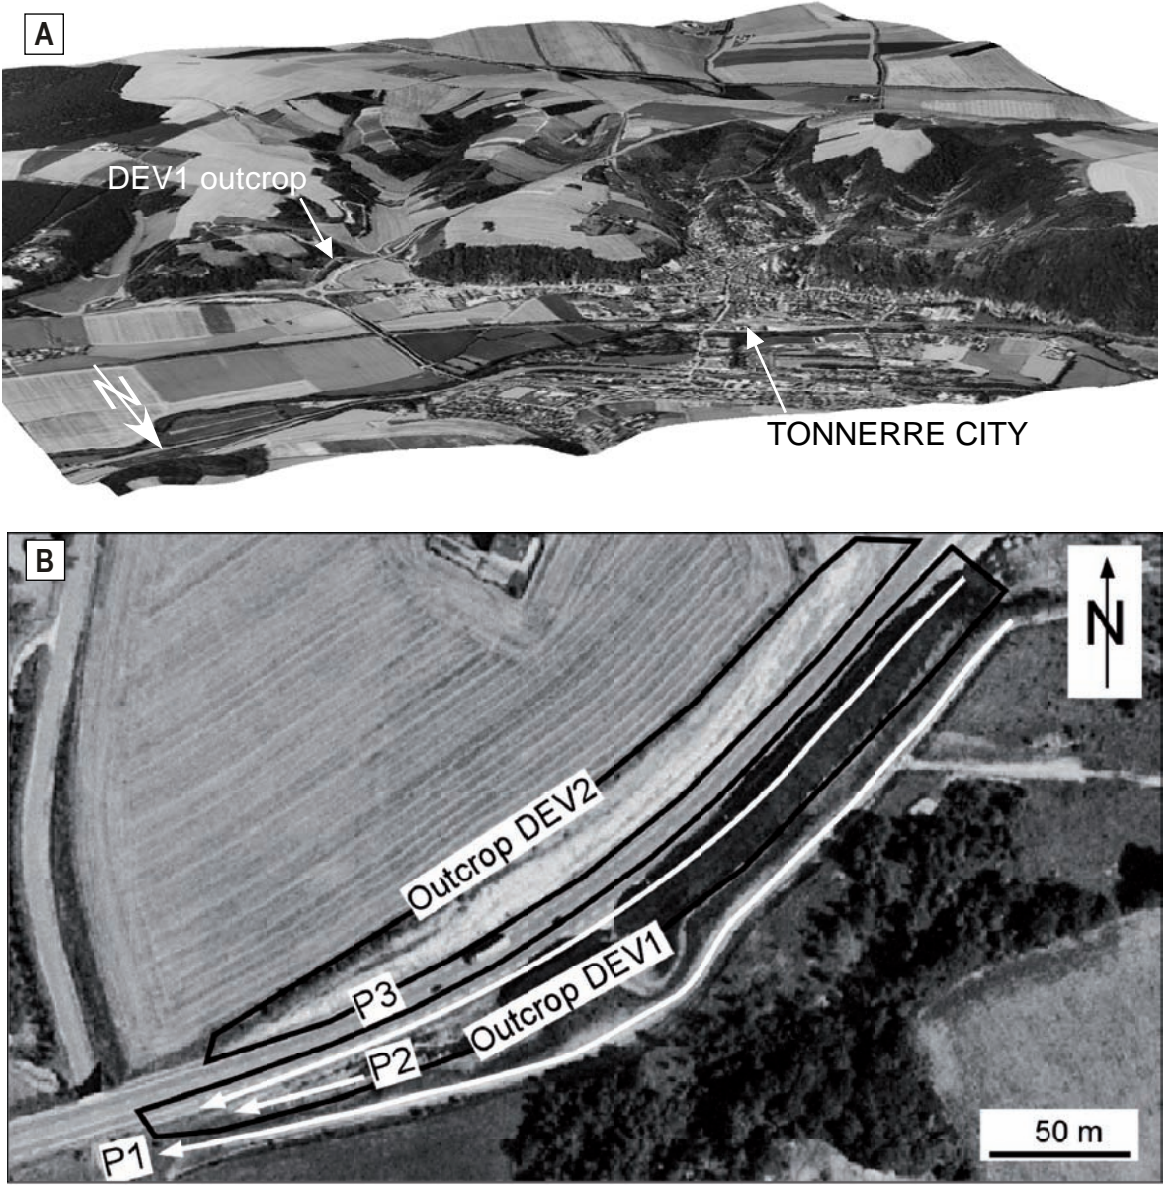 A
DEV1 outcrop
N
TONNERRE CITY
B
N
Outcrop DEV2
P3
Outcrop DEV1
P2
P1
50 m